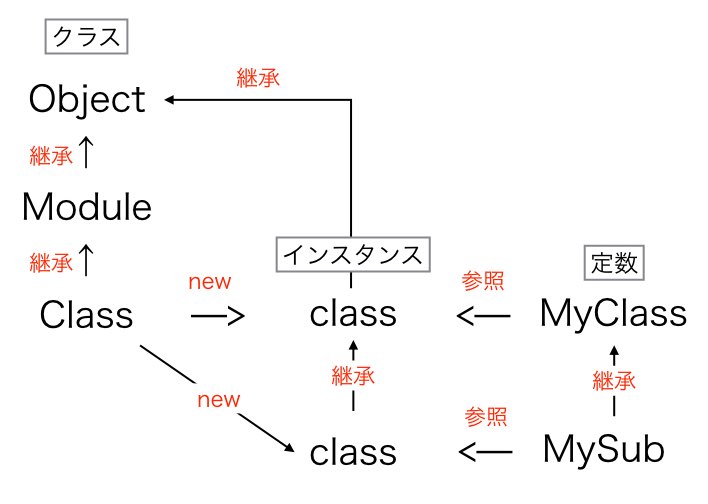 クラス
Object
継承
継承
Module
継承
インスタンス
定数
Class
new
class
参照
MyClass
new
継承
継承
class
参照
MySub